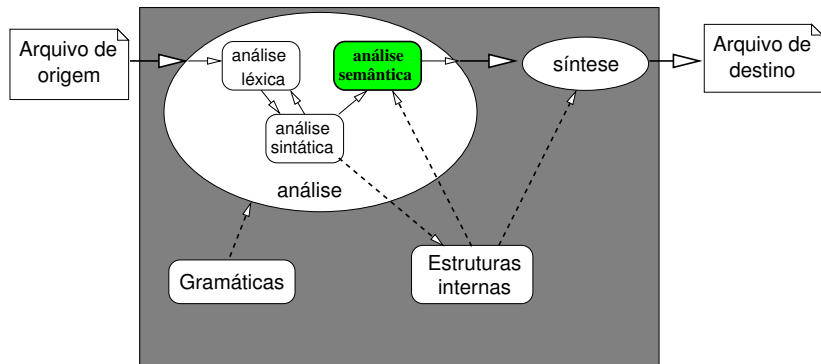 Arquivo de
origem
análise
léxica
análise
semântica
análise
sintática
análise
síntese
Arquivo de
destino
Gramáticas
Estruturas
internas